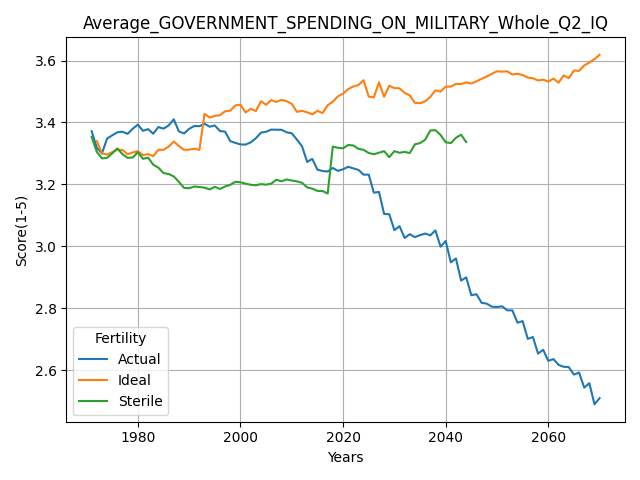 Average_GOVERNMENT_SPENDING_ON_MILITARY_Whole_Q2_IQ
Score(1-5)
3.6
3.4
3.2
3.0
2.8
2.6
Fertility
Actual
Ideal
Sterile
1980
2000
2020
2040
2060
Years